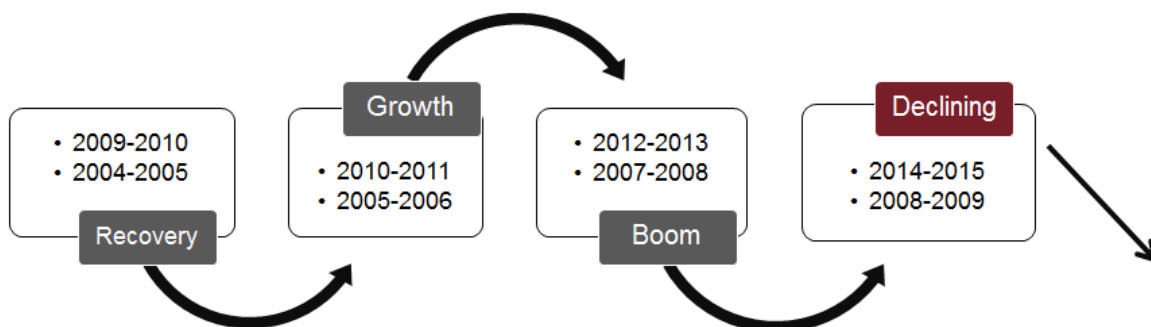 • 2009-2010
• 2004-2005
Recovery
Growth
• 2010-2011
• 2005-2006
• 2012-2013
• 2007-2008
Boom
Declining
• 2014-2015
• 2008-2009